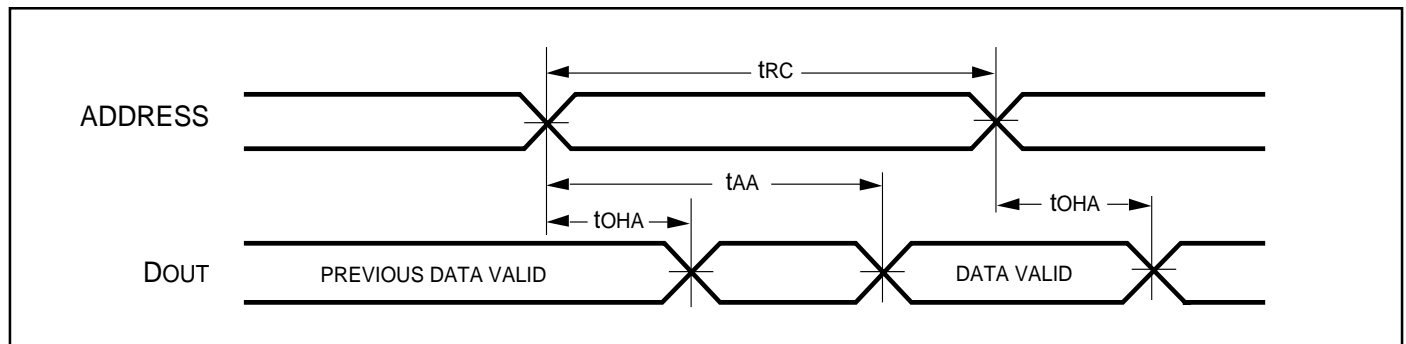 tRC
ADDRESS
tAA
tOHA
tOHA
DOUT
PREVIOUS DATA VALID
DATA VALID